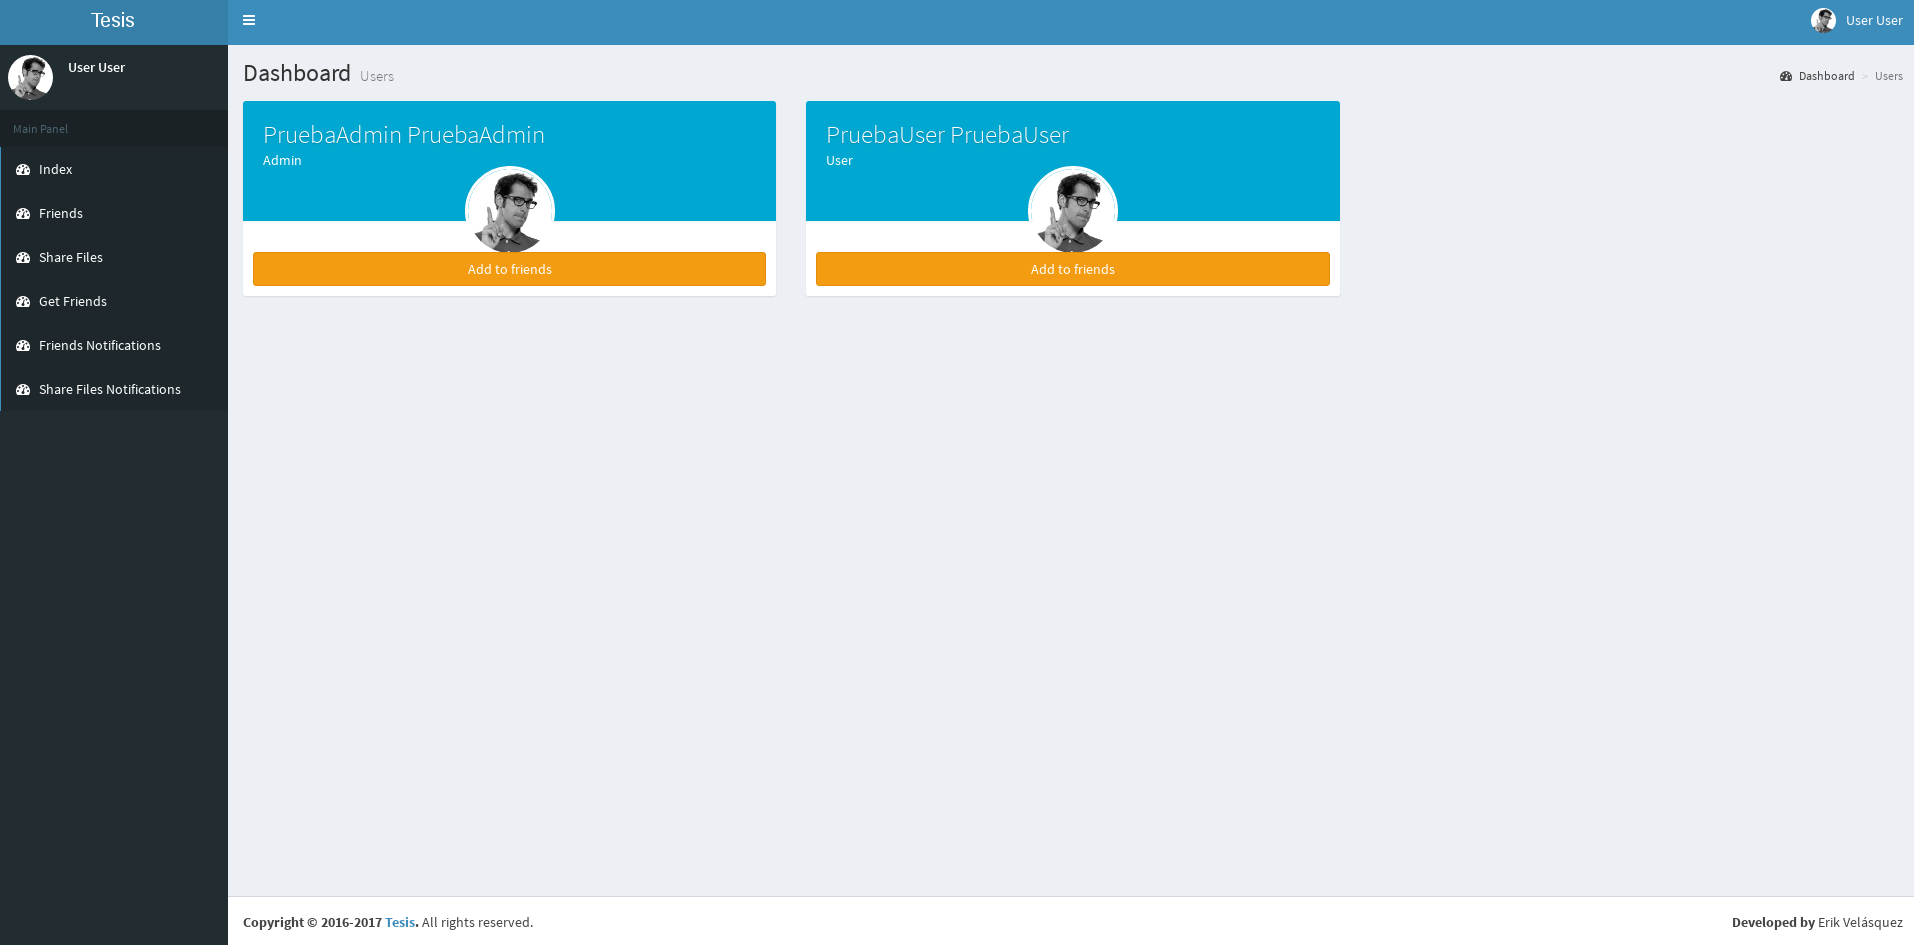 Tesis
User User
User User
Main Panel
Index
Friends
Share Files
Get Friends
Friends Notifications
Share Files Notifications
Dashboard Users
Dashboard > Users
PruebaAdmin PruebaAdmin
Admin
Add to friends
PruebaUser PruebaUser
User
Add to friends
Copyright © 2016-2017 Tesis. All rights reserved.
Developed by Erik Velásquez